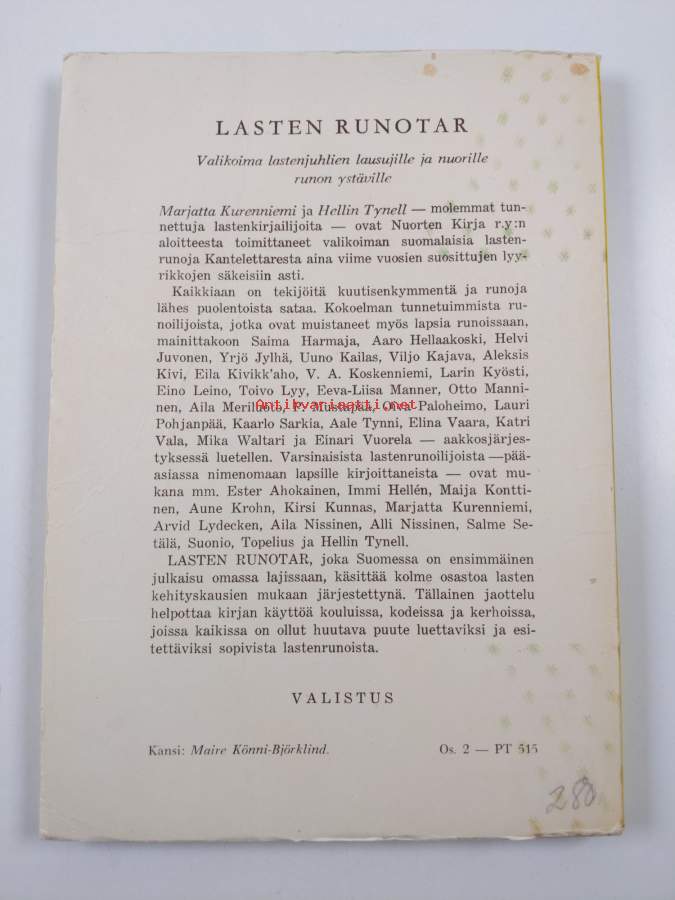 LASTEN RUNOTAR
Valikoima lastenjuhlien lausujille ja nuorille
runon ystäville
Marjatta Kurenniemi ja Hellin Tynell — molemmat tun-
nettuja lastenkirjailijoita — ovat Nuorten Kirja r.y:n
aloitteesta toimittaneet valikoiman suomalaisia lasten-
runoja Kantelettaresta aina viime vuosien suosittujen lyy-
rikkojen säkeisiin asti.
Kaikkiaan on tekijöitä kuutisenkymmentä ja runoja
lähes puolentoista sataa. Kokoelman tunnetuimmista ru-
noilijoista, jotka ovat muistaneet myös lapsia runoissaan,
mainittakoon Saima Harmaja, Aaro Hellaakoski, Helvi
Juvonen, Yrjö Jylhä, Uuno Kailas, Viljo Kajava, Aleksis
Kivi, Eila Kivikk'aho, V. A. Koskenniemi, Larin Kyösti,
Eino Leino, Toivo Lyy, Eeva-Liisa Manner, Otto Manni-
nen, Aila Meriluoto, P. Mustapää, Oiva Paloheimo, Lauri
Antikvariaatti.net
Pohjanpää, Kaarlo Sarkia, Aale Tynni, Elina Vaara, Katri
Vala, Mika Waltari ja Einari Vuorela — aakkosjärjes-
tyksessä luetellen. Varsinaisista lastenrunoilijoista —pää-
asiassa nimenomaan lapsille kirjoittaneista — ovat mu-
kana mm. Ester Ahokainen, Immi Hellén, Maija Kontti-
nen, Aune Krohn, Kirsi Kunnas, Marjatta Kurenniemi,
Arvid Lydecken, Aila Nissinen, Alli Nissinen, Salme Se-
tälä, Suonio, Topelius ja Hellin Tynell.
LASTEN RUNOTAR, joka Suomessa on ensimmäinen
julkaisu omassa lajissaan, käsittää kolme osastoa lasten
kehityskausien mukaan järjestettynä. Tällainen jaottelu
helpottaa kirjan käyttöä kouluissa, kodeissa ja kerhoissa,
joissa kaikissa on ollut huutava puute luettaviksi ja esi-
tettäviksi sopivista lastenrunoista.
VALISTUS
Kansi: Maire Könni-Björklind.
Os. 2 — PT 515
280